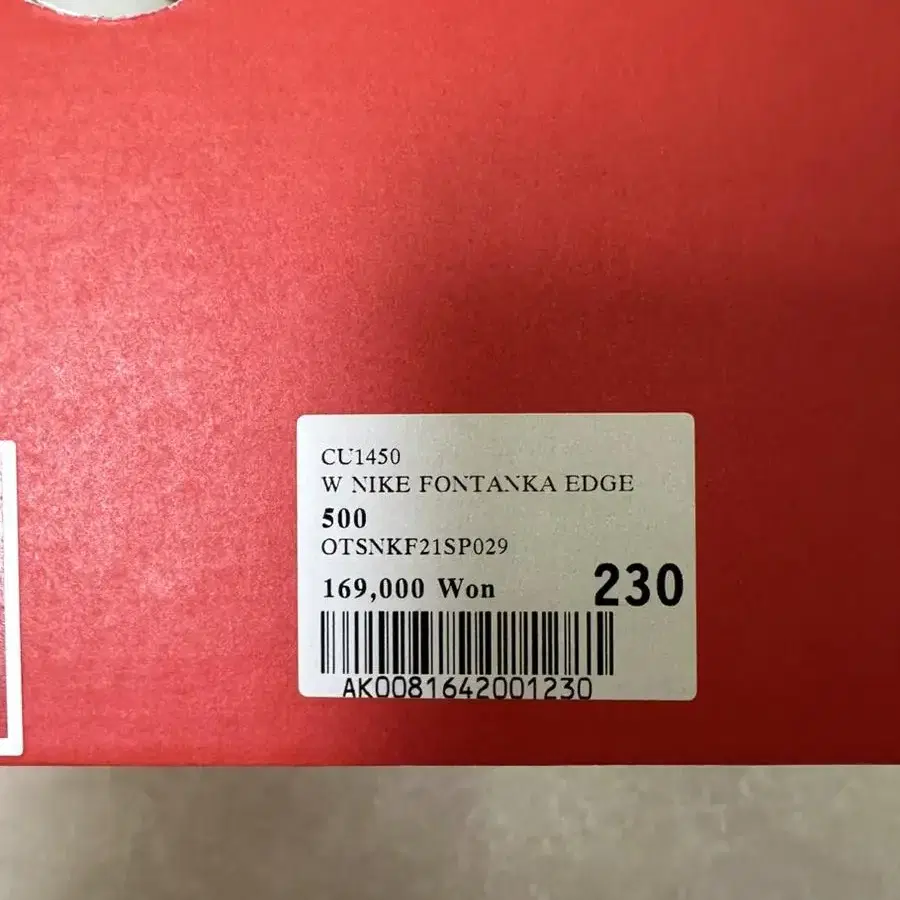 CU1450
W NIKE FONTANKA EDGE
500
OTSNKF21SP029
169,000 Won
230
AK0081642001230